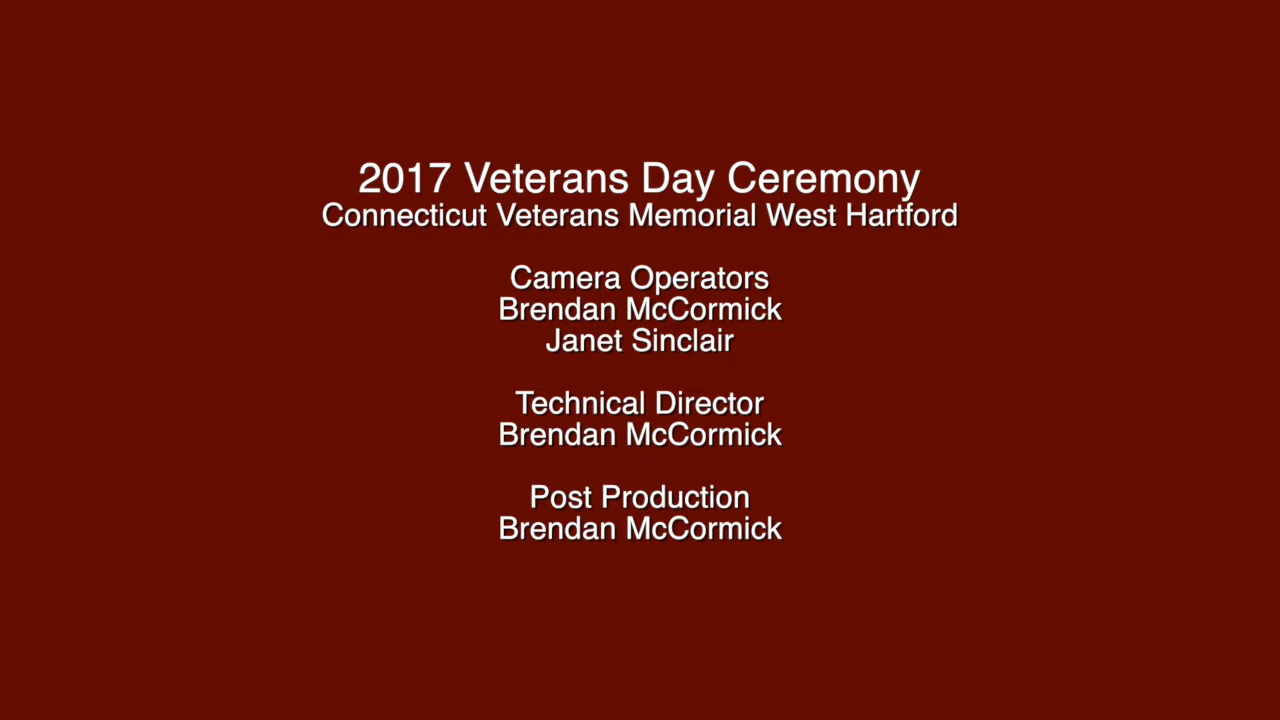 2017 Veterans Day Ceremony
Connecticut Veterans Memorial West Hartford
Camera Operators
Brendan McCormick
Janet Sinclair
Technical Director
Brendan McCormick
Post Production
Brendan McCormick